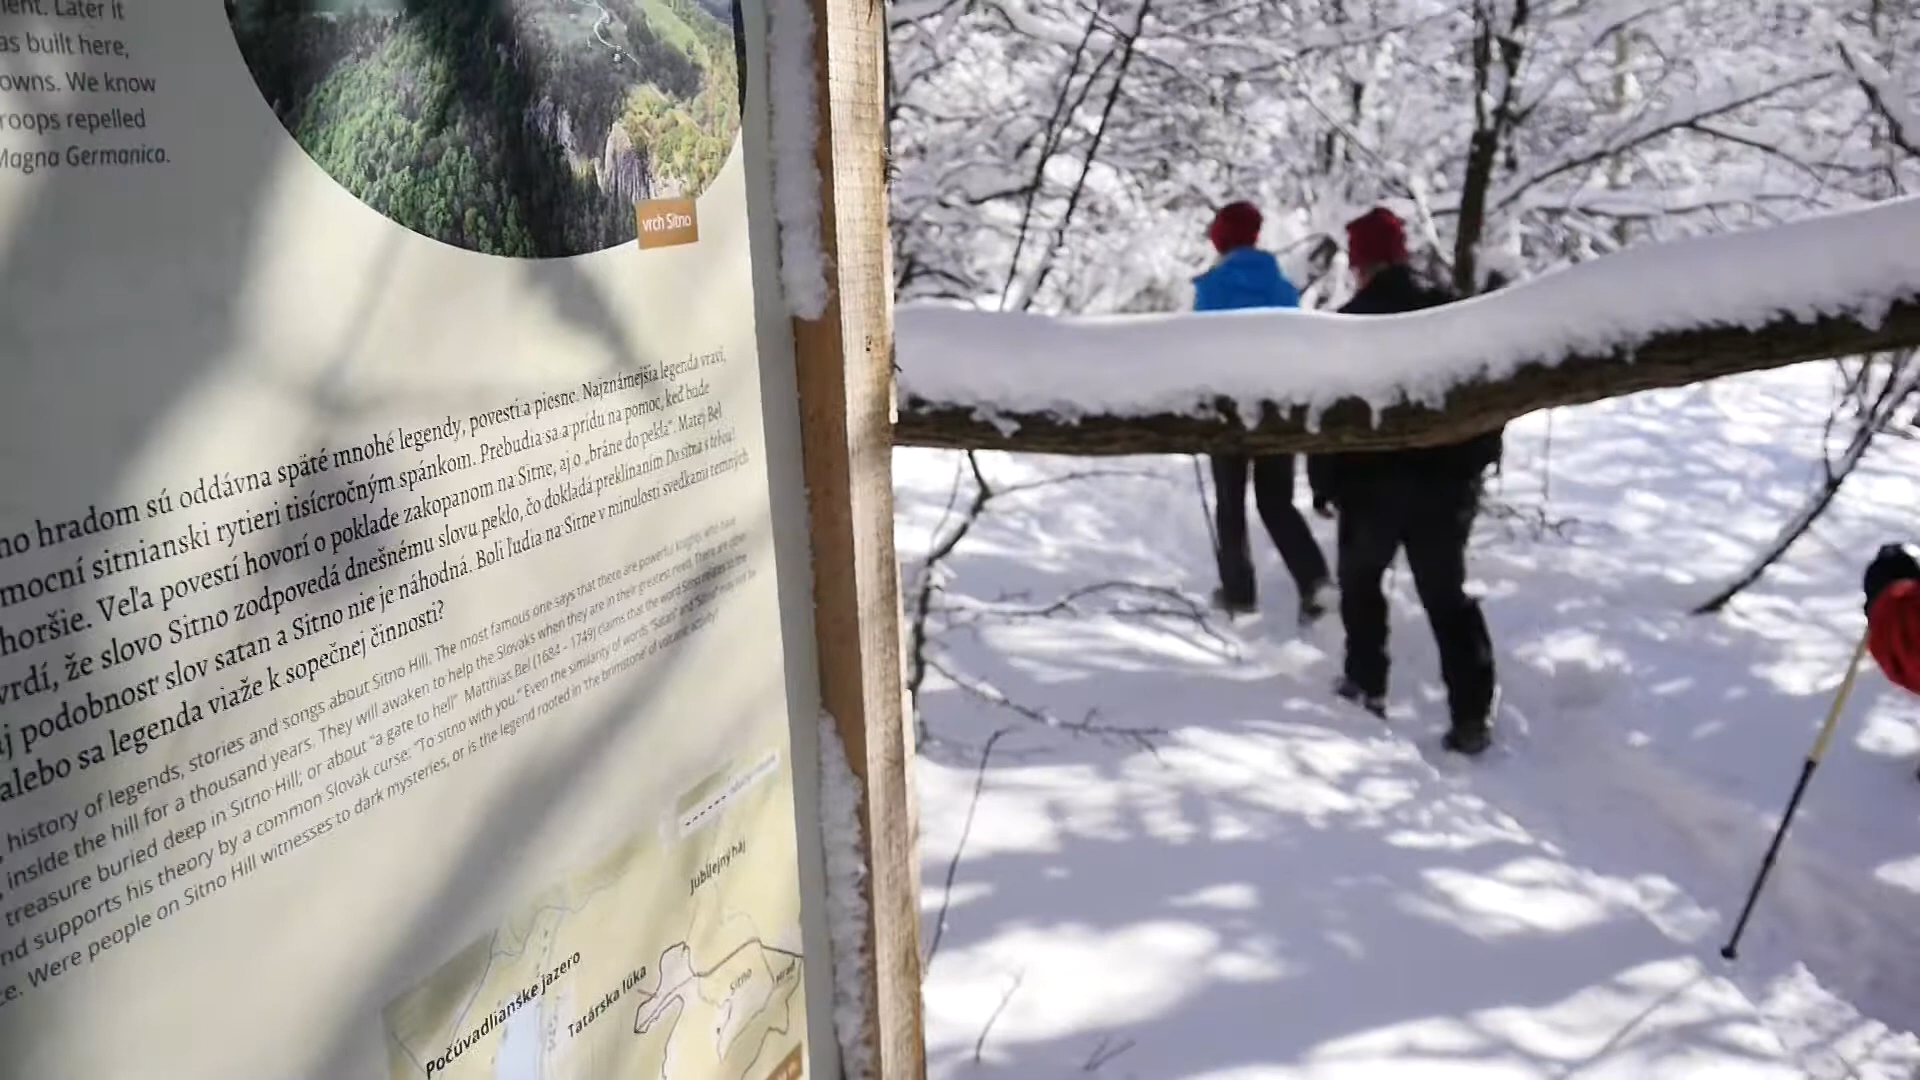 ient. Later it
as built here,
owns. We know
roops repelled
Magna Germanica.
vrch Sitno
no hradom sú oddávna späté mnohé legendy, povesti a piesne. Najznámejšia legenda vraví,
mocní sitnianski rytieri tisícročným spánkom. Prebudia sa a prídu na pomoc, keď bude
horšie. Veľa povestí hovorí o poklade zakopanom na Sitne, aj o „bráne do pekla“. Matej Bel
vrdí, že slovo Sitno zodpovedá dnešnému slovu peklo, čo dokladá preklínaním Do sitna s tebou!
aj podobnosť slov satan a Sitno nie je náhodná. Boli ľudia na Sitne v minulosti svedkami temných
alebo sa legenda viaže k sopečnej činnosti?
history of legends, stories and songs about Sitno Hill. The most famous one says that there are powerful knights who have
inside the hill for a thousand years. They will awaken to help the Slovaks when they are in their greatest need. There are other
treasure buried deep in Sitno Hill; or about "a gate to hell". Matthias Bel (1684 - 1749) claims that the word Sitno relates to the
nd supports his theory by a common Slovak curse: "To sitno with you." Even the similarity of words "Satan" and "Sitno" may not be
ce. Were people on Sitno Hill witnesses to dark mysteries, or is the legend rooted in 'the brimstone' of volcanic activity?
Jubilejný háj
Počúvadlianske jazero
Tatárska lúka
Sitno
Hrad